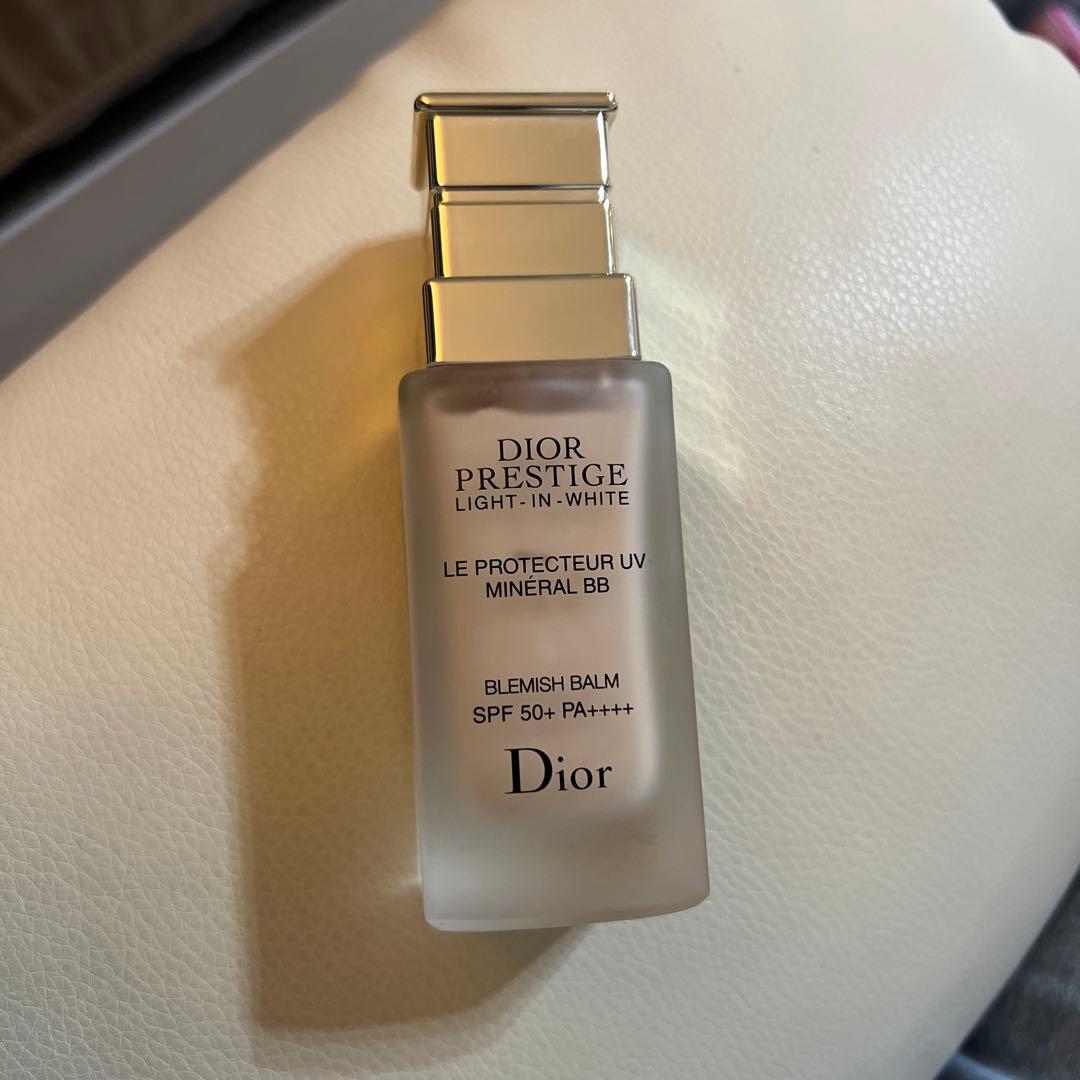 DIOR
PRESTIGE
LIGHT-IN-WHITE
LE PROTECTEUR UV
MINÉRAL BB
BLEMISH BALM
SPF 50+ PA++++
Dior